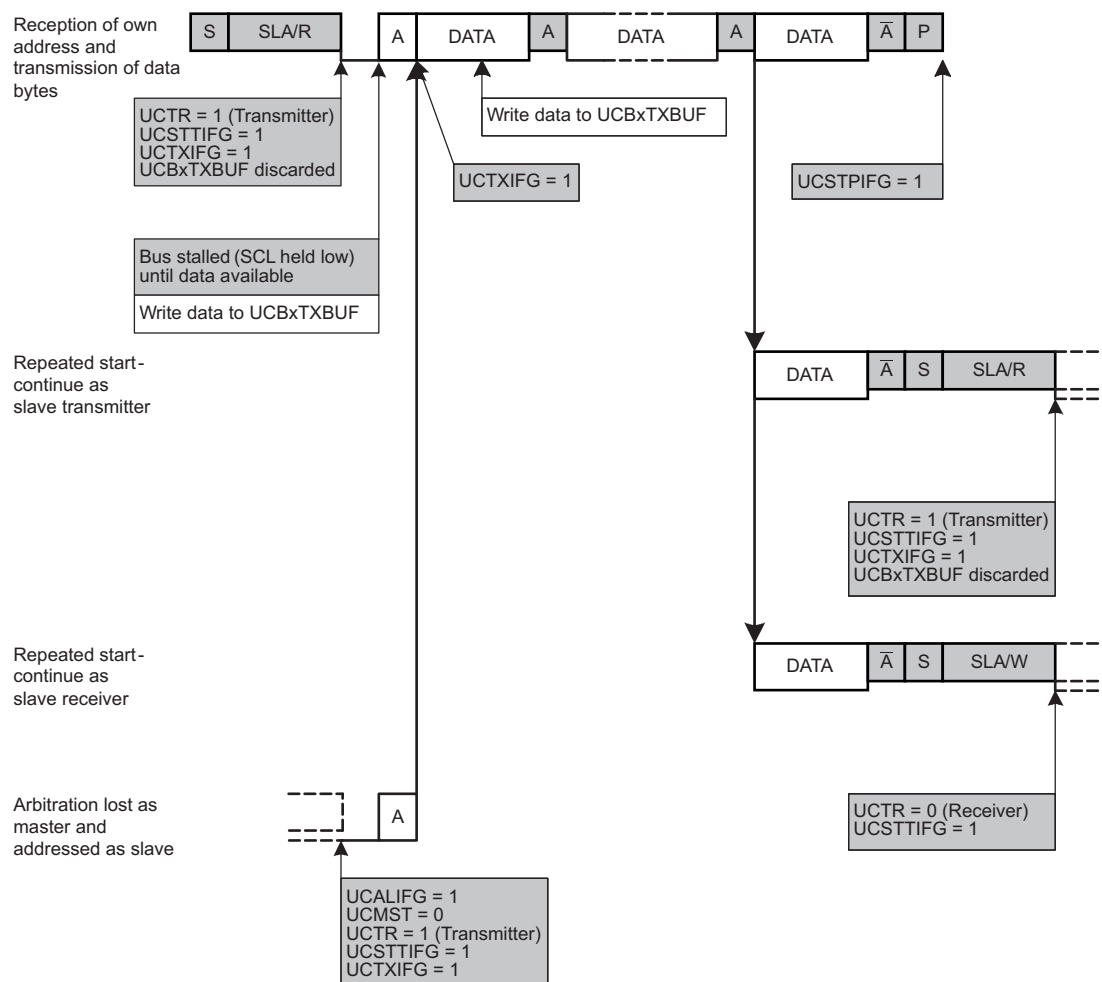 Reception of own
address and
transmission of data
bytes
S SLA/R A DATA A DATA A DATA A P
UCTR = 1 (Transmitter)
UCSTTIFG = 1
UCTXIFG = 1
UCBxTXBUF discarded
Write data to UCBxTXBUF
UCTXIFG = 1
UCSTPIFG = 1
Bus stalled (SCL held low)
until data available
Write data to UCBxTXBUF
Repeated start-
continue as
slave transmitter
DATA A S SLA/R
UCTR = 1 (Transmitter)
UCSTTIFG = 1
UCTXIFG = 1
UCBxTXBUF discarded
Repeated start-
continue as
slave receiver
DATA A S SLA/W
UCTR = 0 (Receiver)
UCSTTIFG = 1
Arbitration lost as
master and
addressed as slave
A
UCALIFG = 1
UCMST = 0
UCTR = 1 (Transmitter)
UCSTTIFG = 1
UCTXIFG = 1